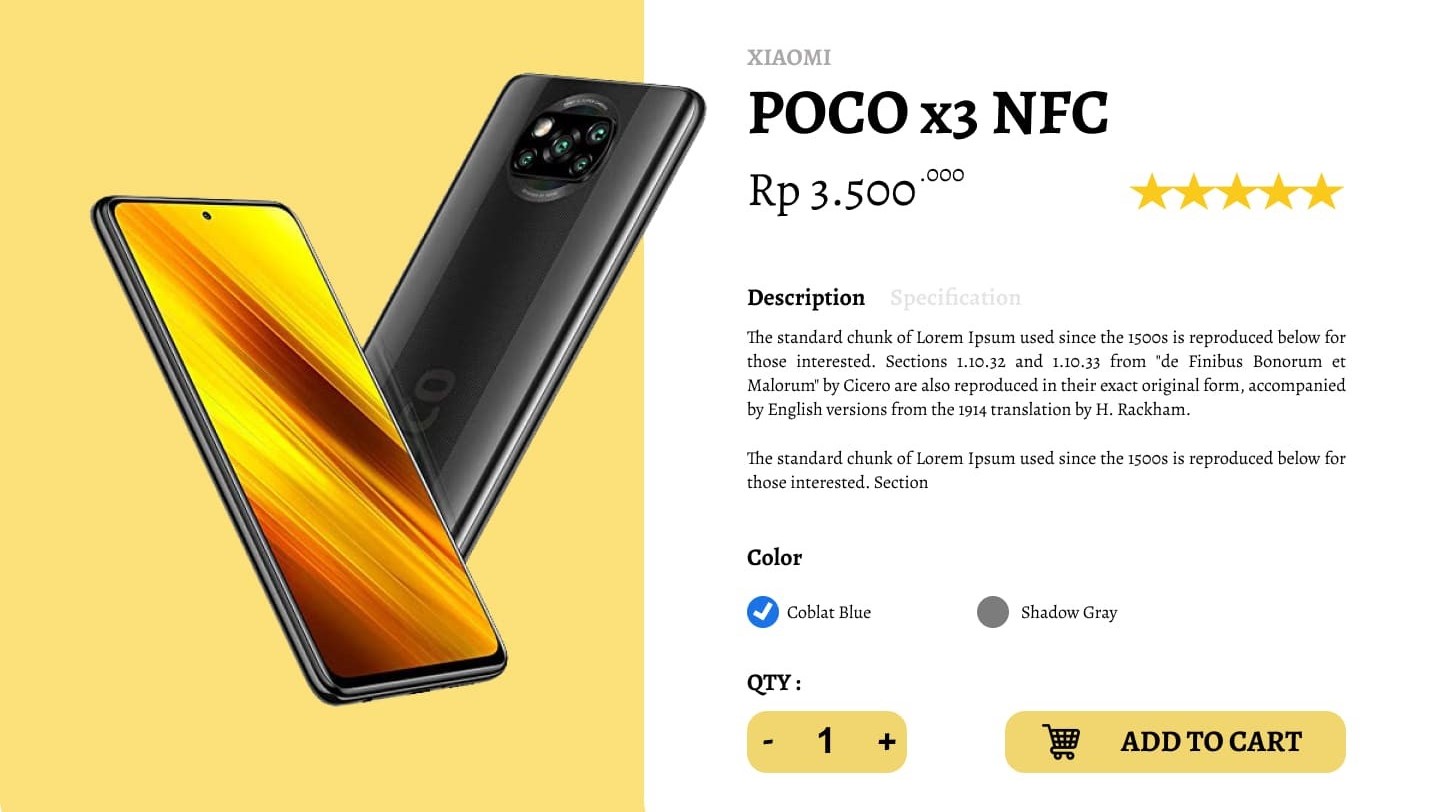 XIAOMI
POCO x3 NFC
Rp 3.500.000
Description Specification
The standard chunk of Lorem Ipsum used since the 1500s is reproduced below for
those interested. Sections 1.10.32 and 1.10.33 from "de Finibus Bonorum et
Malorum" by Cicero are also reproduced in their exact original form, accompanied
by English versions from the 1914 translation by H. Rackham.
The standard chunk of Lorem Ipsum used since the 1500s is reproduced below for
those interested. Section
Color
Coblat Blue Shadow Gray
QTY :
- 1 + ADD TO CART